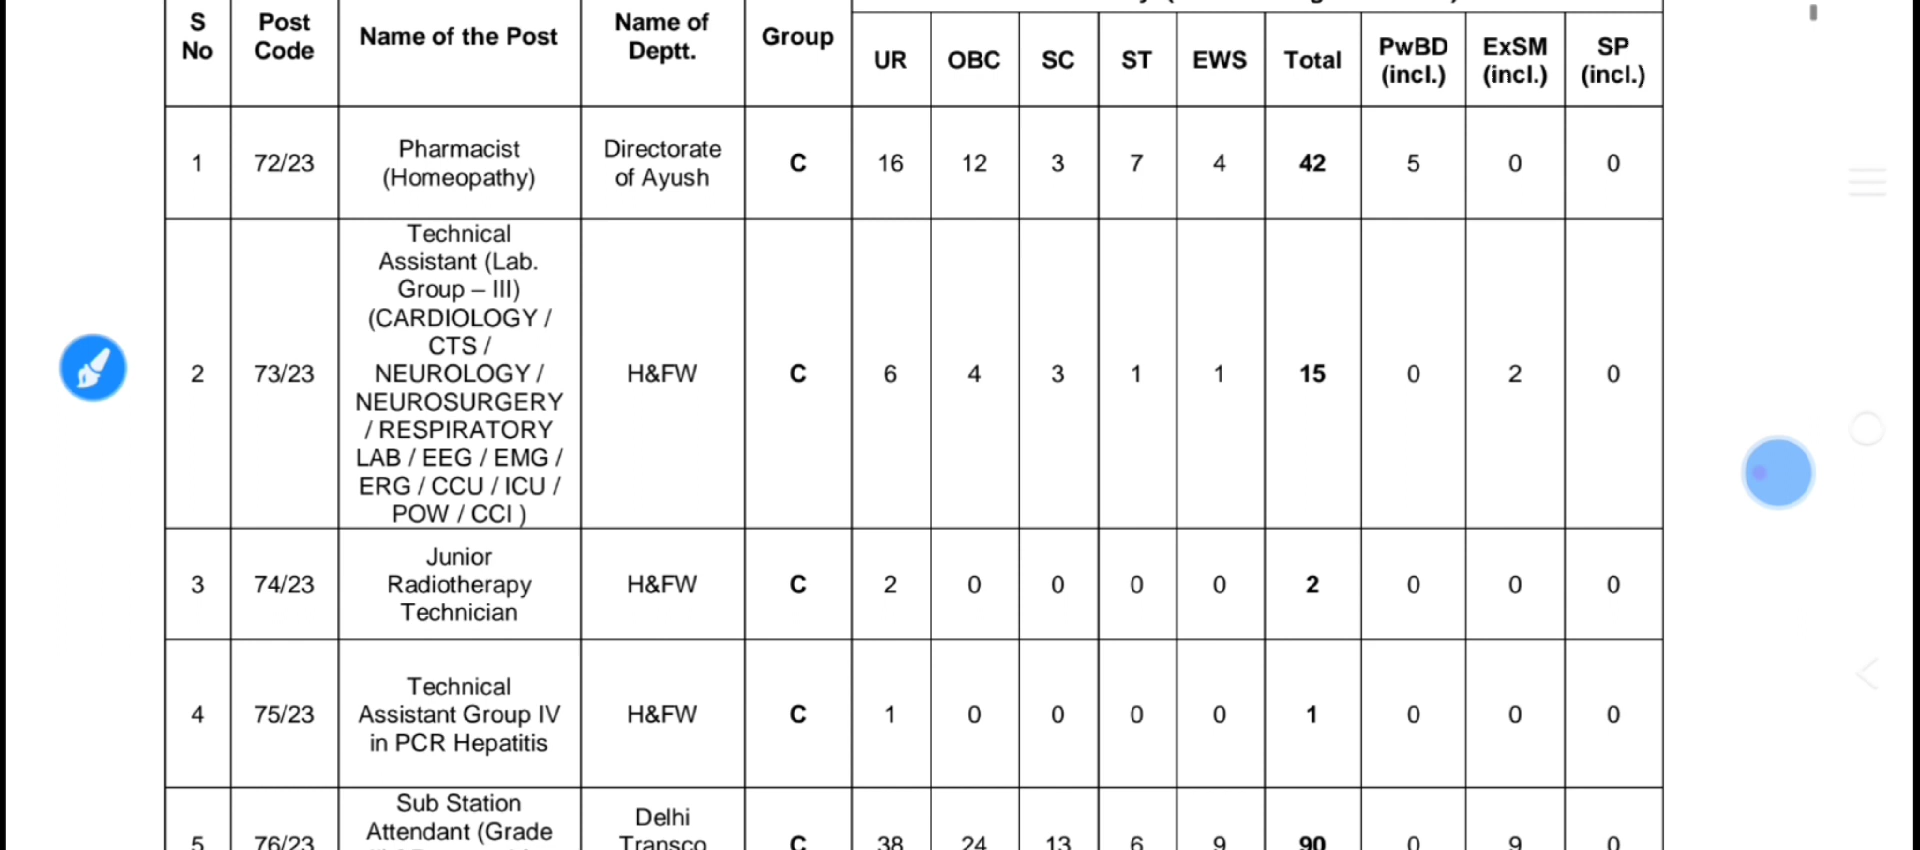 S No | Post Code | Name of the Post | Name of Deptt. | Group | UR | OBC | SC | ST | EWS | Total | PwBD (incl.) | ExSM (incl.) | SP (incl.)
1 | 72/23 | Pharmacist (Homeopathy) | Directorate of Ayush | C | 16 | 12 | 3 | 7 | 4 | 42 | 5 | 0 | 0
2 | 73/23 | Technical Assistant (Lab. Group – III) (CARDIOLOGY / CTS / NEUROLOGY / NEUROSURGERY / RESPIRATORY LAB / EEG / EMG / ERG / CCU / ICU / POW / CCI ) | H&FW | C | 6 | 4 | 3 | 1 | 1 | 15 | 0 | 2 | 0
3 | 74/23 | Junior Radiotherapy Technician | H&FW | C | 2 | 0 | 0 | 0 | 0 | 2 | 0 | 0 | 0
4 | 75/23 | Technical Assistant Group IV in PCR Hepatitis | H&FW | C | 1 | 0 | 0 | 0 | 0 | 1 | 0 | 0 | 0
5 | 76/23 | Sub Station Attendant (Grade | Delhi Transco | C | 38 | 24 | 13 | 6 | 9 | 90 | 0 | 9 | 0